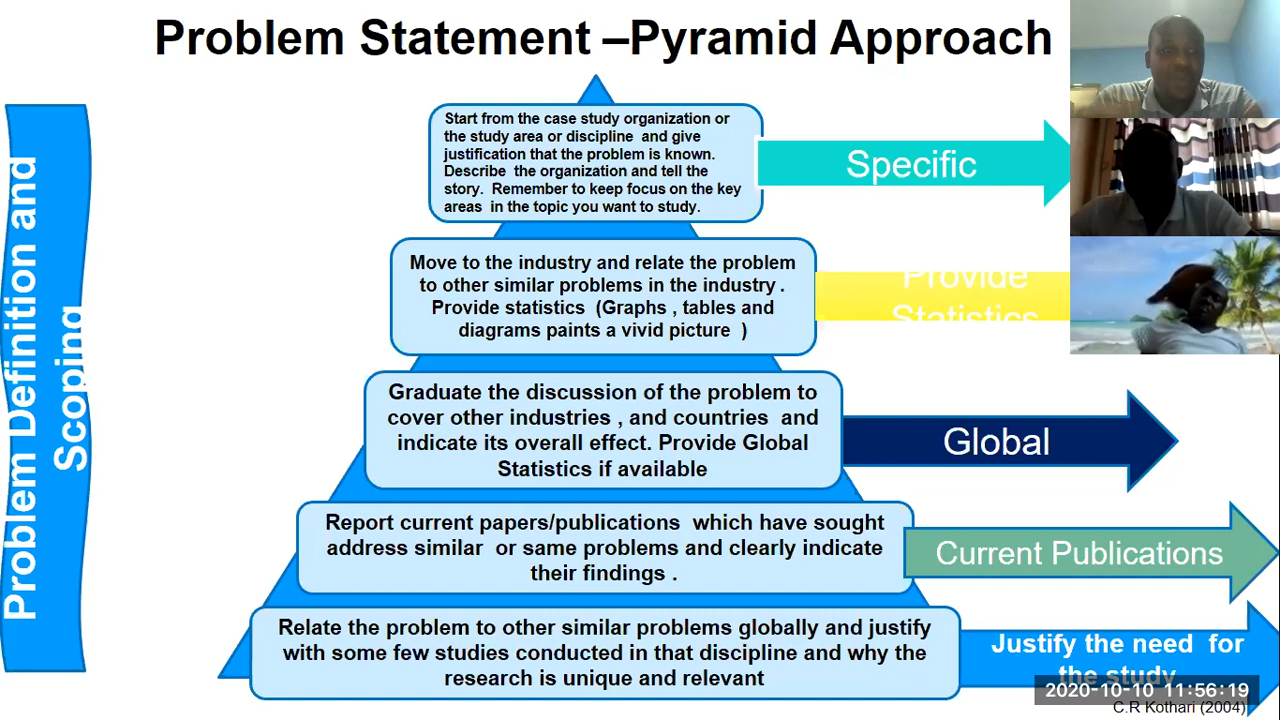 Problem Statement –Pyramid Approach
Problem Definition and
Scoping
Start from the case study organization or
the study area or discipline and give
justification that the problem is known.
Describe the organization and tell the
story. Remember to keep focus on the key
areas in the topic you want to study.
Specific
Move to the industry and relate the problem
to other similar problems in the industry .
Provide statistics (Graphs , tables and
diagrams paints a vivid picture )
Provide
Statistics
Graduate the discussion of the problem to
cover other industries , and countries and
indicate its overall effect. Provide Global
Statistics if available
Global
Report current papers/publications which have sought
address similar or same problems and clearly indicate
their findings .
Current Publications
Relate the problem to other similar problems globally and justify
with some few studies conducted in that discipline and why the
research is unique and relevant
Justify the need for
the study
2020-10-10 11:56:19
C.R Kothari (2004)